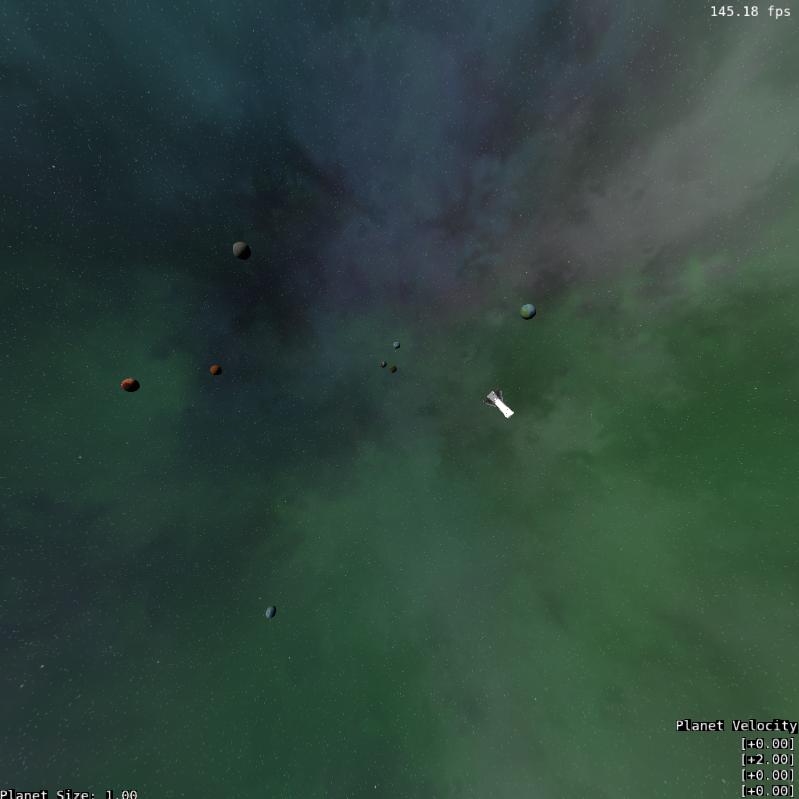 145.18 fps
Planet Velocity
[+0.00]
[+2.00]
[+0.00]
[+0.00]
Planet Size: 1.00